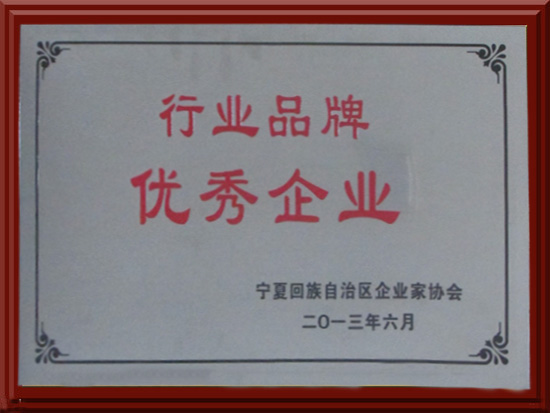 行业品牌
优秀企业
宁夏回族自治区企业家协会
二〇一三年六月